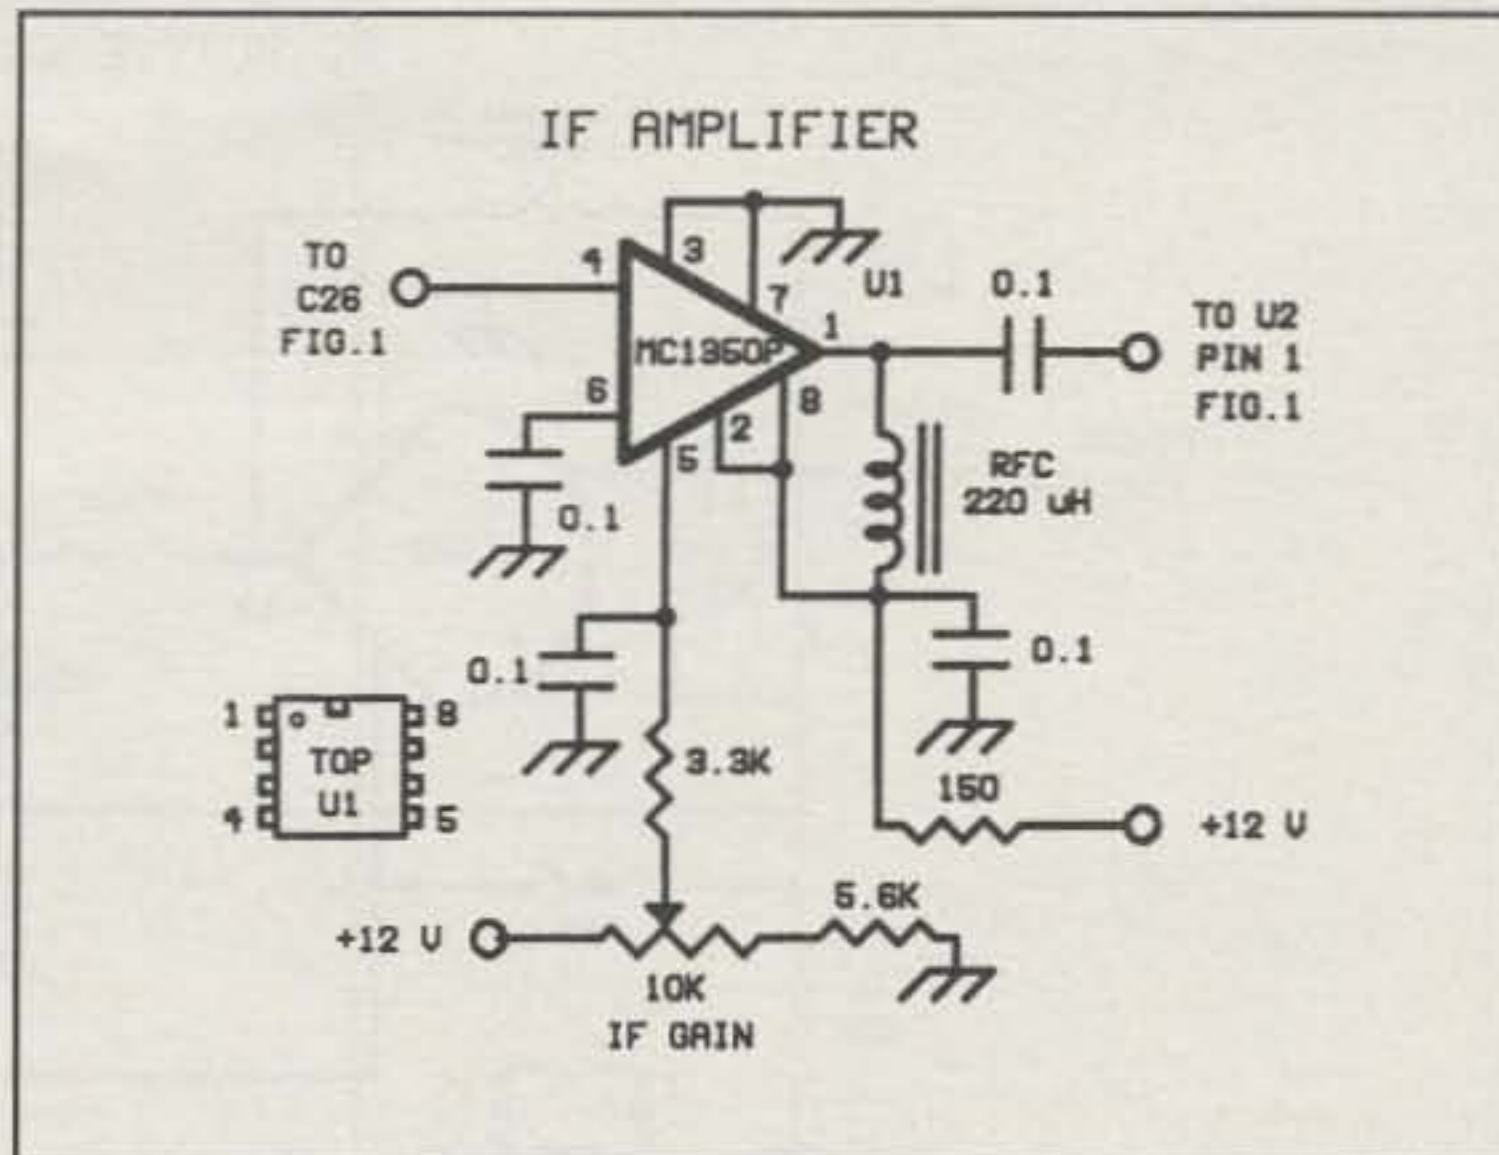 IF AMPLIFIER
TO
C26
FIG.1
4
3
7
U1
1
0.1
TO U2
PIN 1
FIG.1
MC1350P
6
5
2
8
0.1
RFC
220 uH
0.1
3.3K
0.1
150
+12 V
1
8
TOP
U1
4
5
5.6K
+12 V
10K
IF GAIN